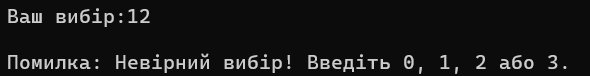 Ваш вибір:12
Помилка: Невірний вибір! Введіть 0, 1, 2 або 3.